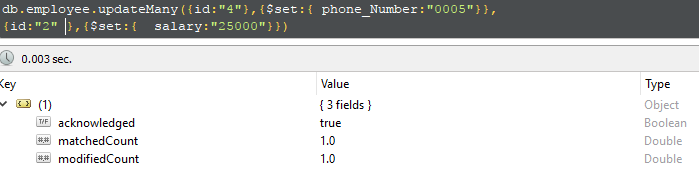 db.employee.updateMany({id:"4"},{$set:{ phone_Number:"0005"}},
{id:"2" },{$set:{  salary:"25000"}})
0.003 sec.
Key Value Type
(1) { 3 fields } Object
T/F acknowledged true Boolean
#.# matchedCount 1.0 Double
#.# modifiedCount 1.0 Double